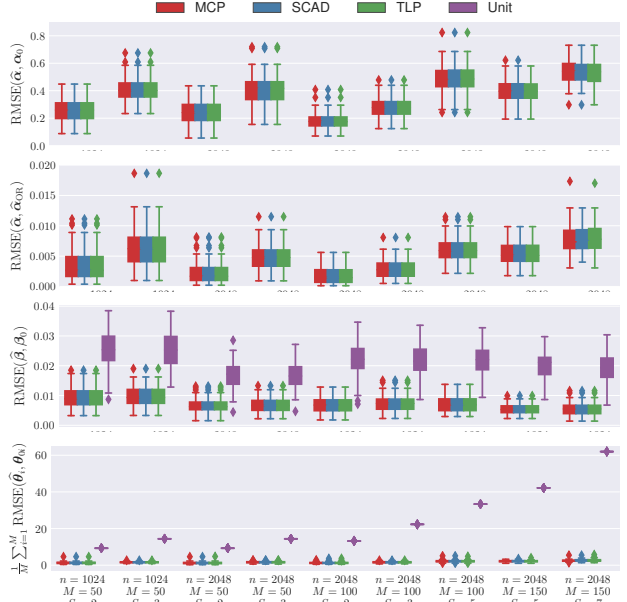 MCP SCAD TLP Unit
RMSE(α̂, α₀)
0.8
0.6
0.4
0.2
0.0
RMSE(α̂, α̂_OR)
0.020
0.015
0.010
0.005
0.000
RMSE(β̂, β₀)
0.04
0.03
0.02
0.01
0.00
1/M ∑ᴹᵢ₌₁ RMSE(θ̂ᵢ, θ₀ᵢ)
60
40
20
0
n = 1024 n = 1024 n = 2048 n = 2048 n = 2048 n = 2048 n = 2048 n = 2048 n = 2048
M = 50 M = 50 M = 50 M = 50 M = 100 M = 100 M = 100 M = 150 M = 150